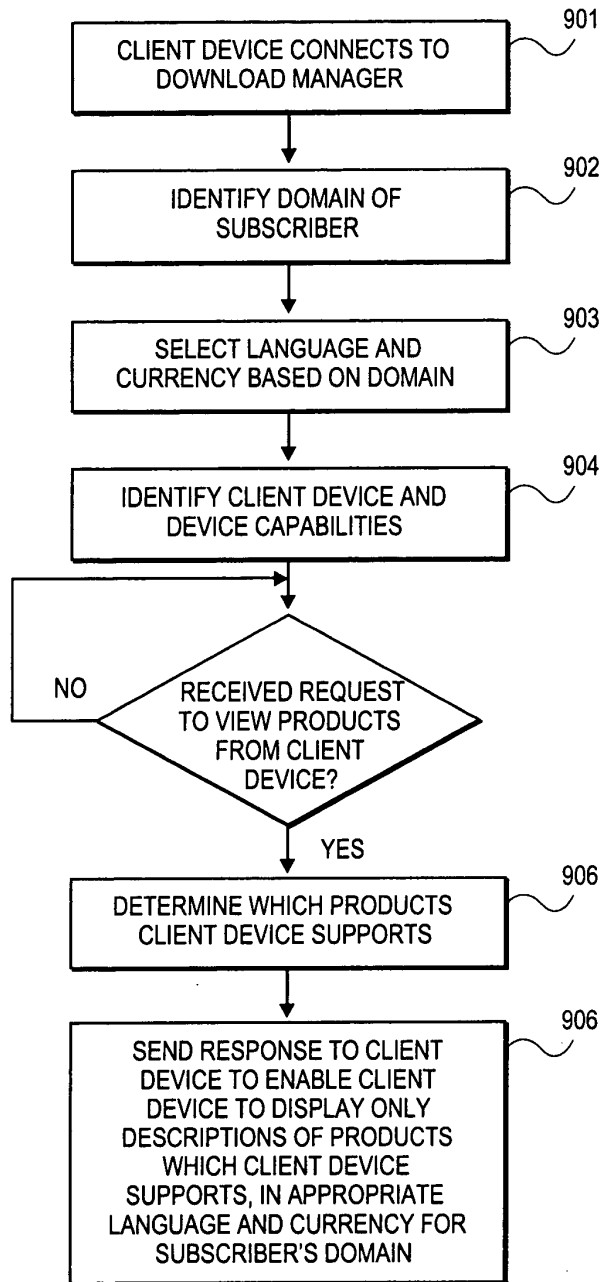 901
CLIENT DEVICE CONNECTS TO
DOWNLOAD MANAGER
902
IDENTIFY DOMAIN OF
SUBSCRIBER
903
SELECT LANGUAGE AND
CURRENCY BASED ON DOMAIN
904
IDENTIFY CLIENT DEVICE AND
DEVICE CAPABILITIES
NO
RECEIVED REQUEST
TO VIEW PRODUCTS
FROM CLIENT
DEVICE?
YES
906
DETERMINE WHICH PRODUCTS
CLIENT DEVICE SUPPORTS
906
SEND RESPONSE TO CLIENT
DEVICE TO ENABLE CLIENT
DEVICE TO DISPLAY ONLY
DESCRIPTIONS OF PRODUCTS
WHICH CLIENT DEVICE
SUPPORTS, IN APPROPRIATE
LANGUAGE AND CURRENCY FOR
SUBSCRIBER'S DOMAIN